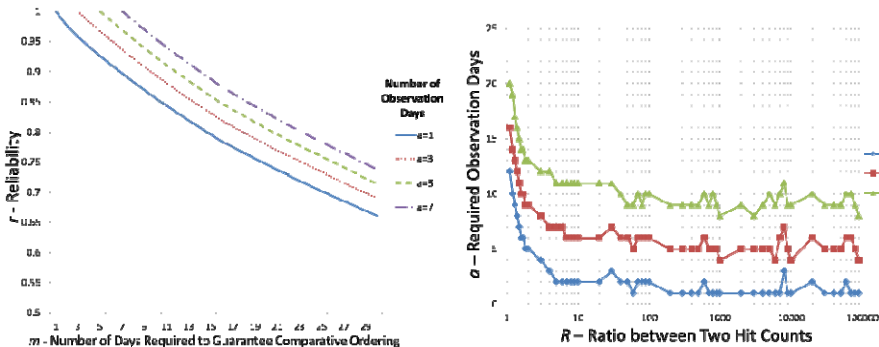 1
0.95
0.9
0.85
0.8
0.75
0.7
0.65
0.6
0.55
0.5
r - Reliability
1 3 5 7 9 11 13 15 17 19 21 23 25 27 29
m - Number of Days Required to Guarantee Comparative Ordering
Number of
Observation
Days
a=1
a=3
a=5
a=7
25
20
15
10
5
0
a – Required Observation Days
1 10 100 1000 10000 100000
R – Ratio between Two Hit Counts